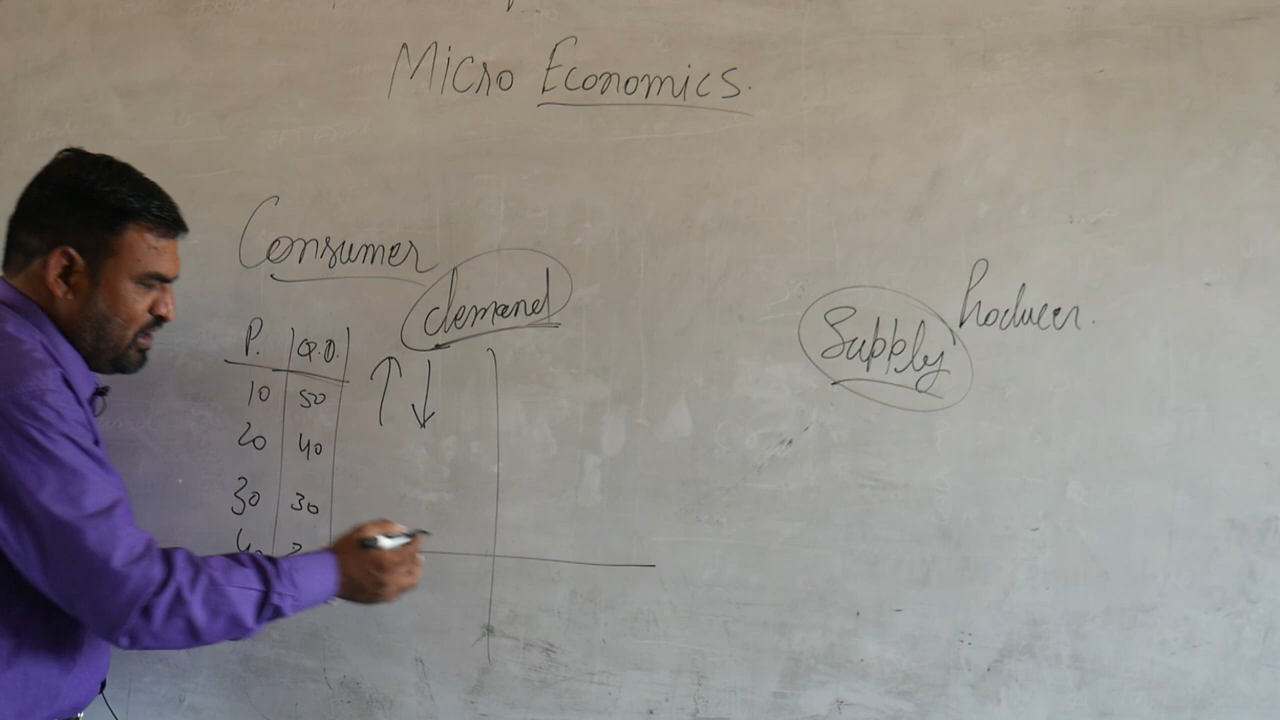 Micro Economics.
Consumer
demand
Supply
Producer.
P. Q.D.
10 50
20 40
30 30